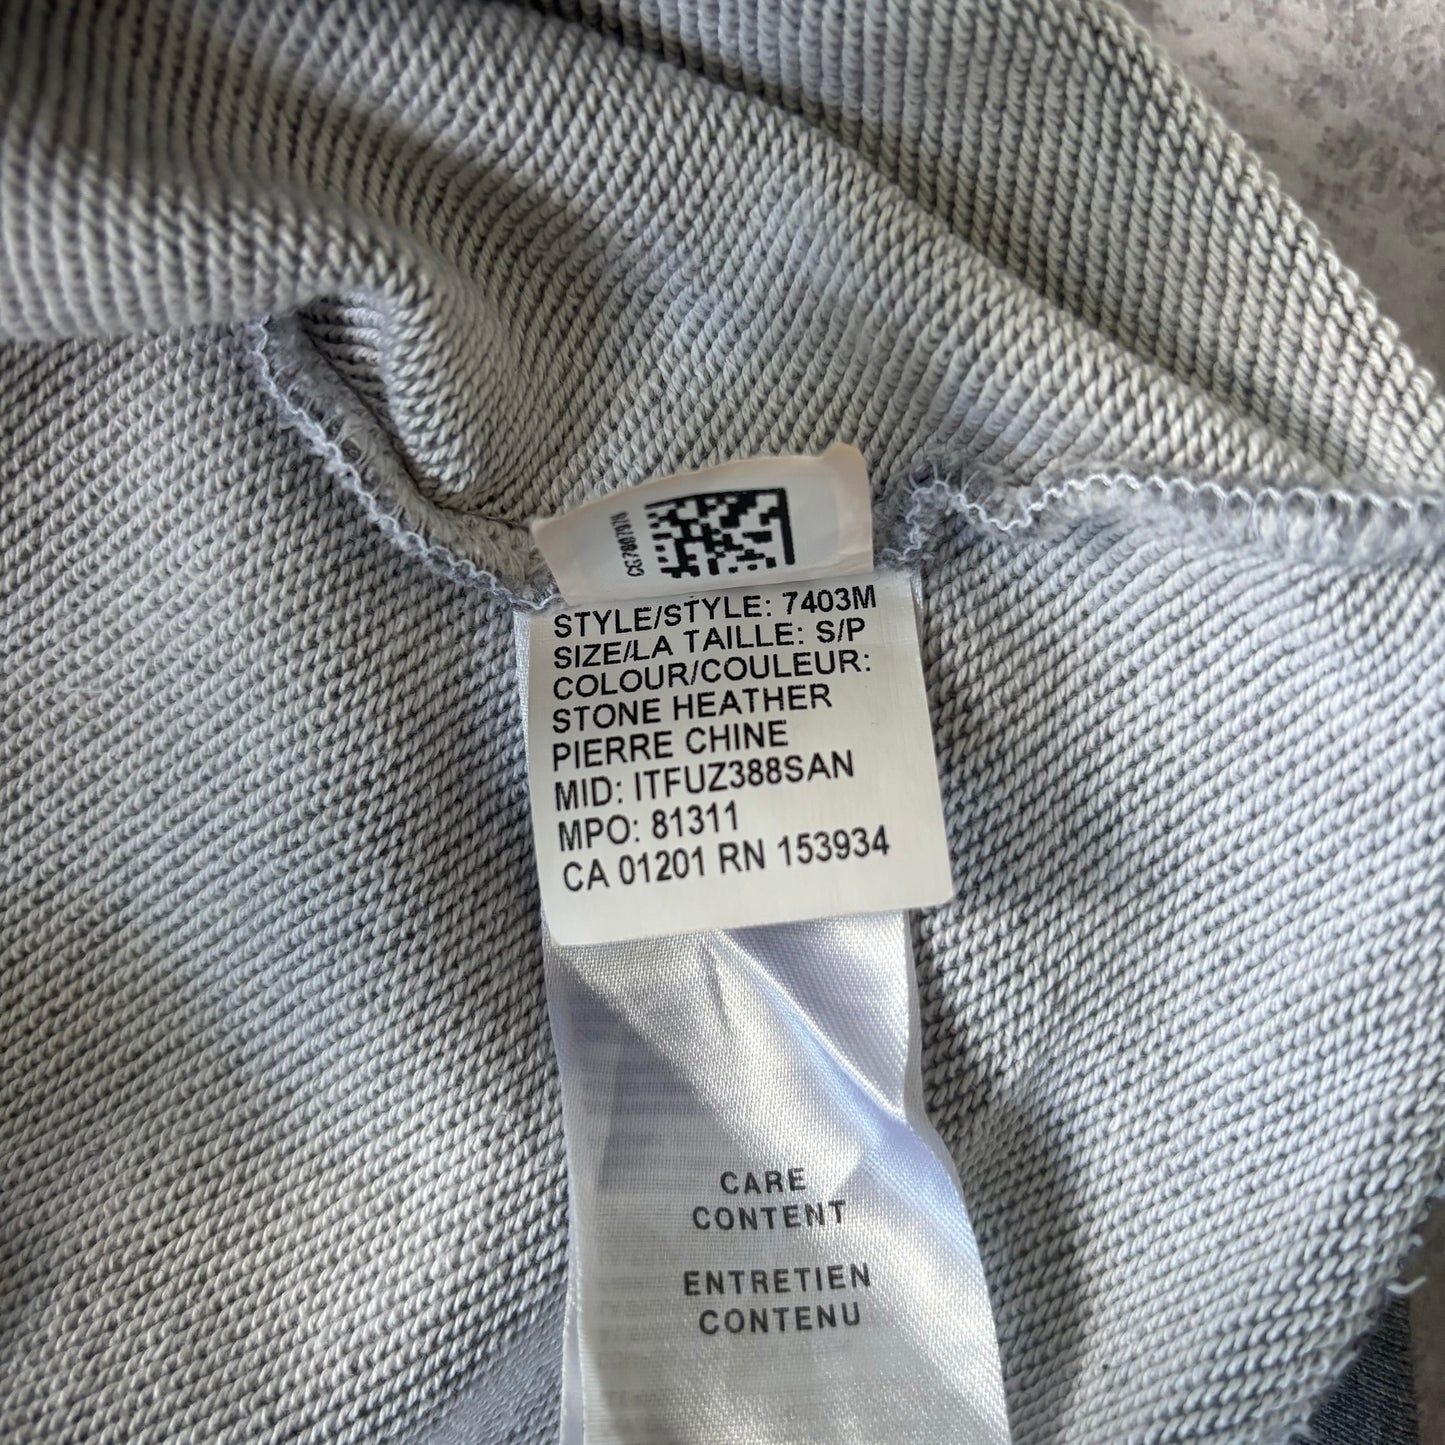 STYLE/STYLE: 7403M
SIZE/LA TAILLE: S/P
COLOUR/COULEUR:
STONE HEATHER
PIERRE CHINE
MID: ITFUZ388SAN
MPO: 81311
CA 01201 RN 153934
CARE
CONTENT
ENTRETIEN
CONTENU